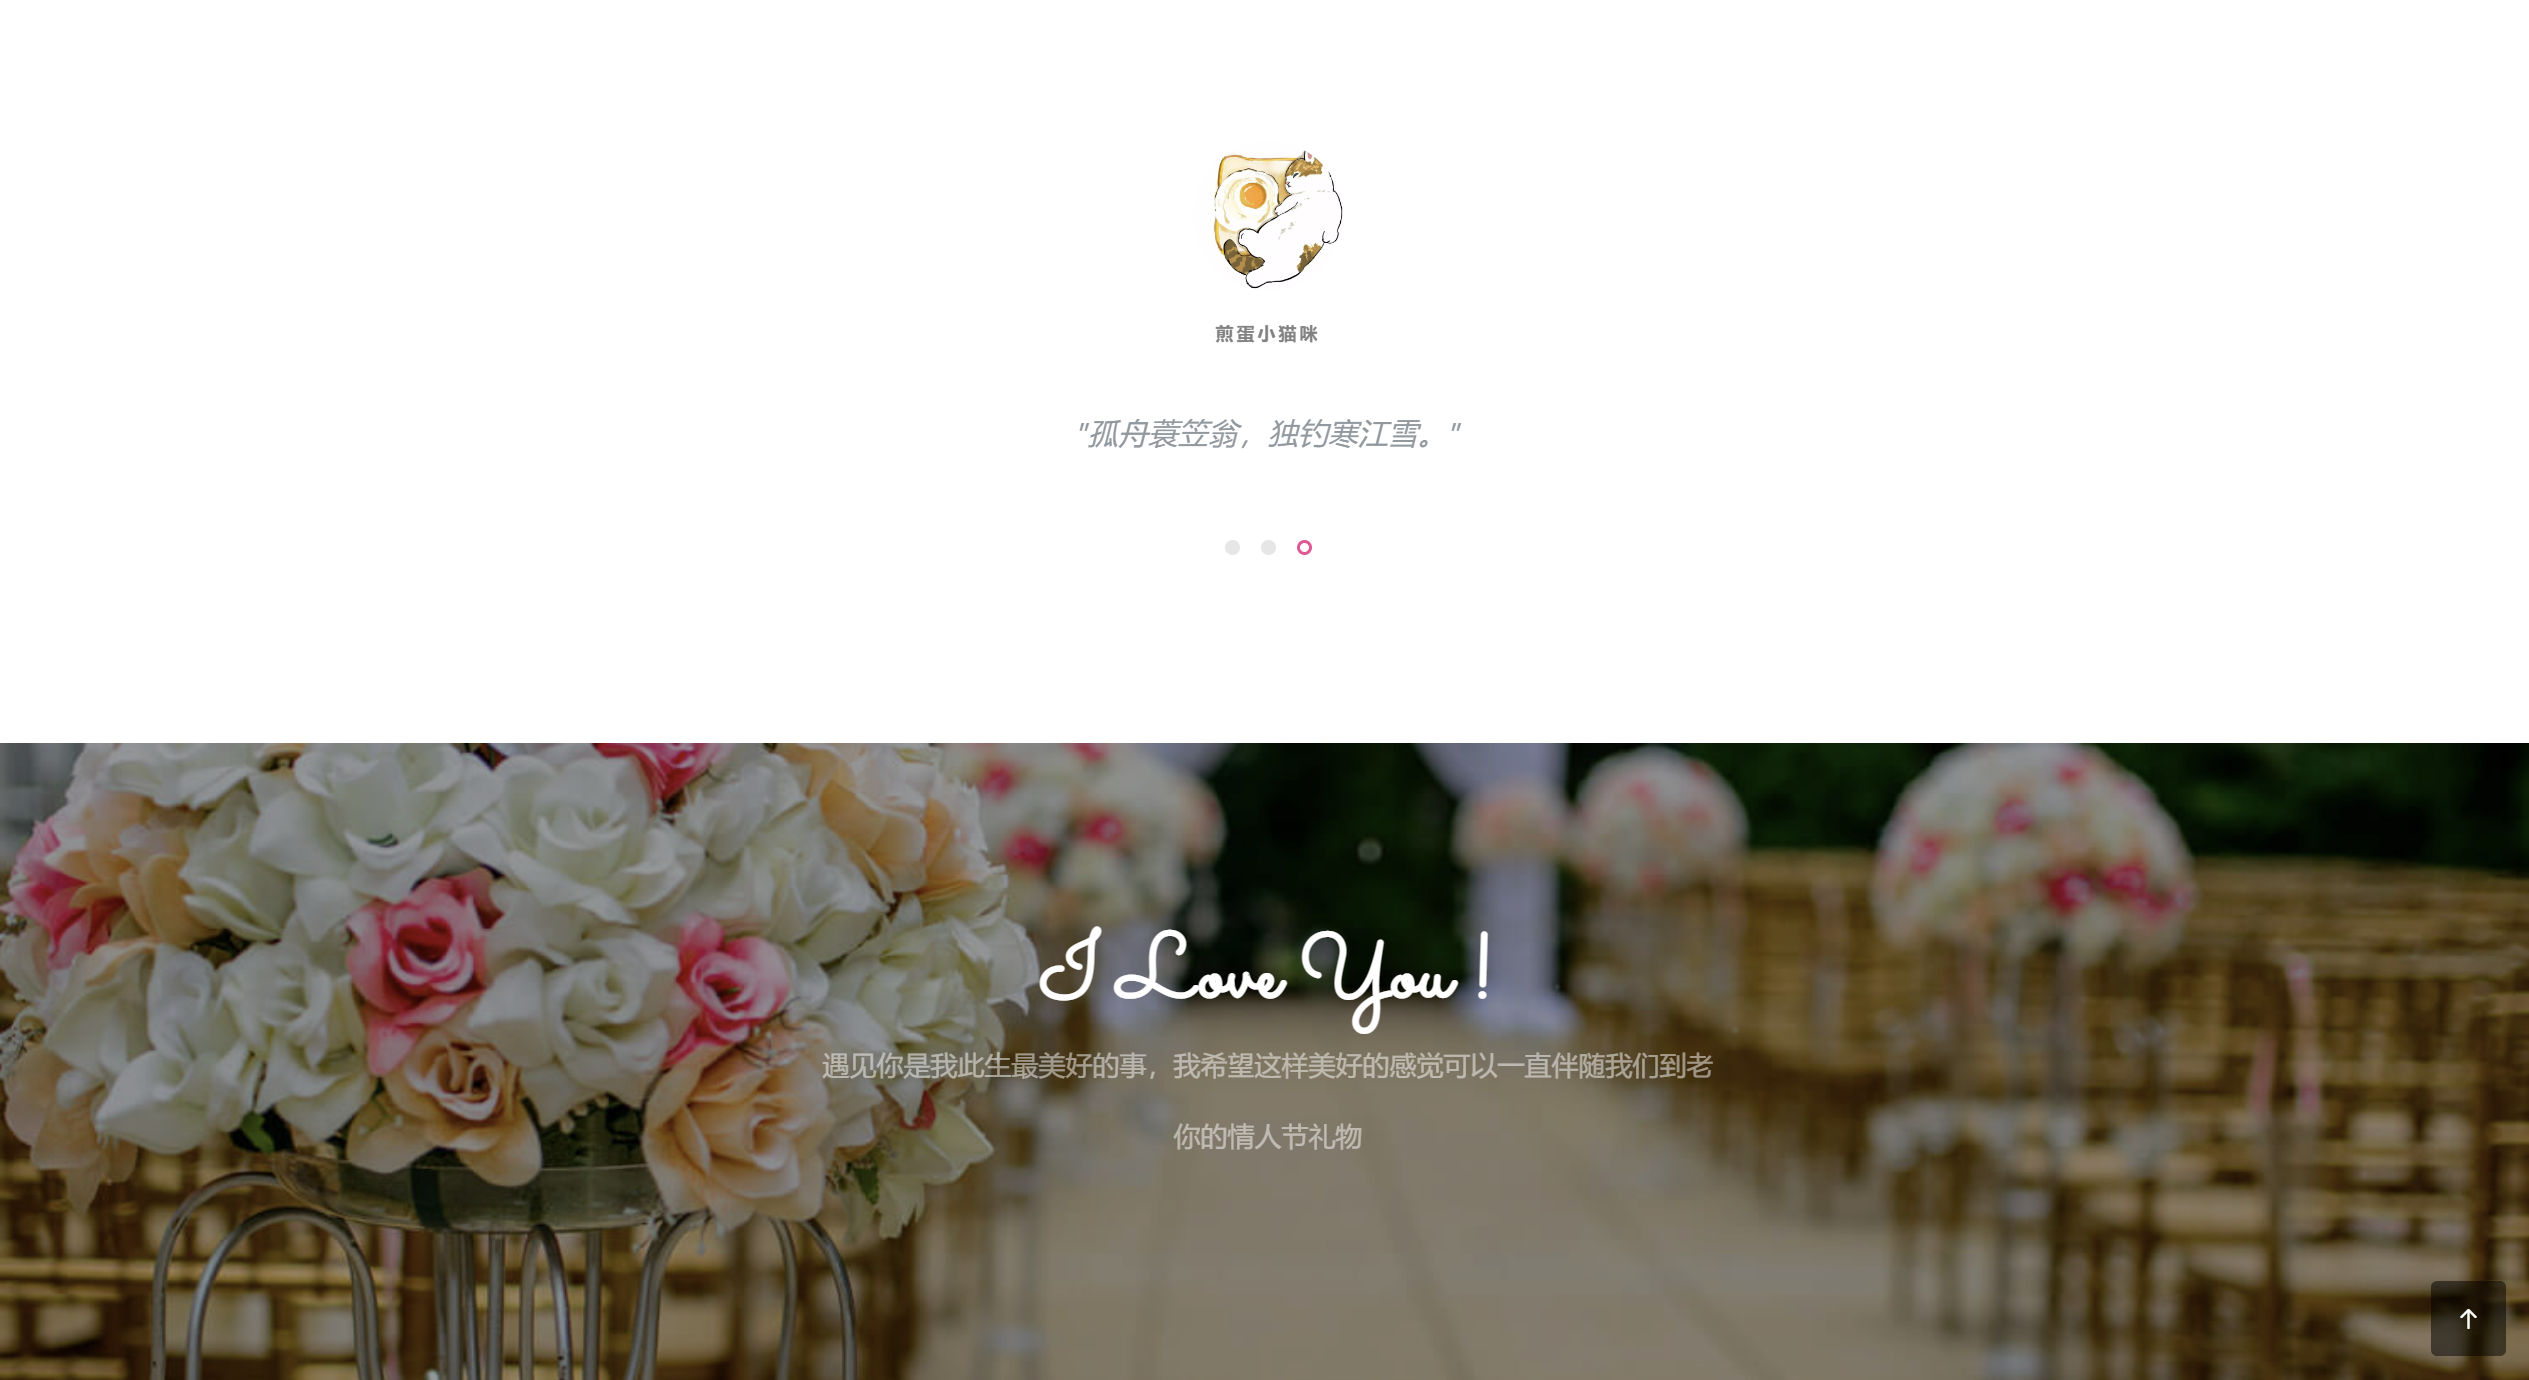 煎蛋小猫咪
"孤舟蓑笠翁，独钓寒江雪。"
I Love You !
遇见你是我此生最美好的事，我希望这样美好的感觉可以一直伴随我们到老
你的情人节礼物